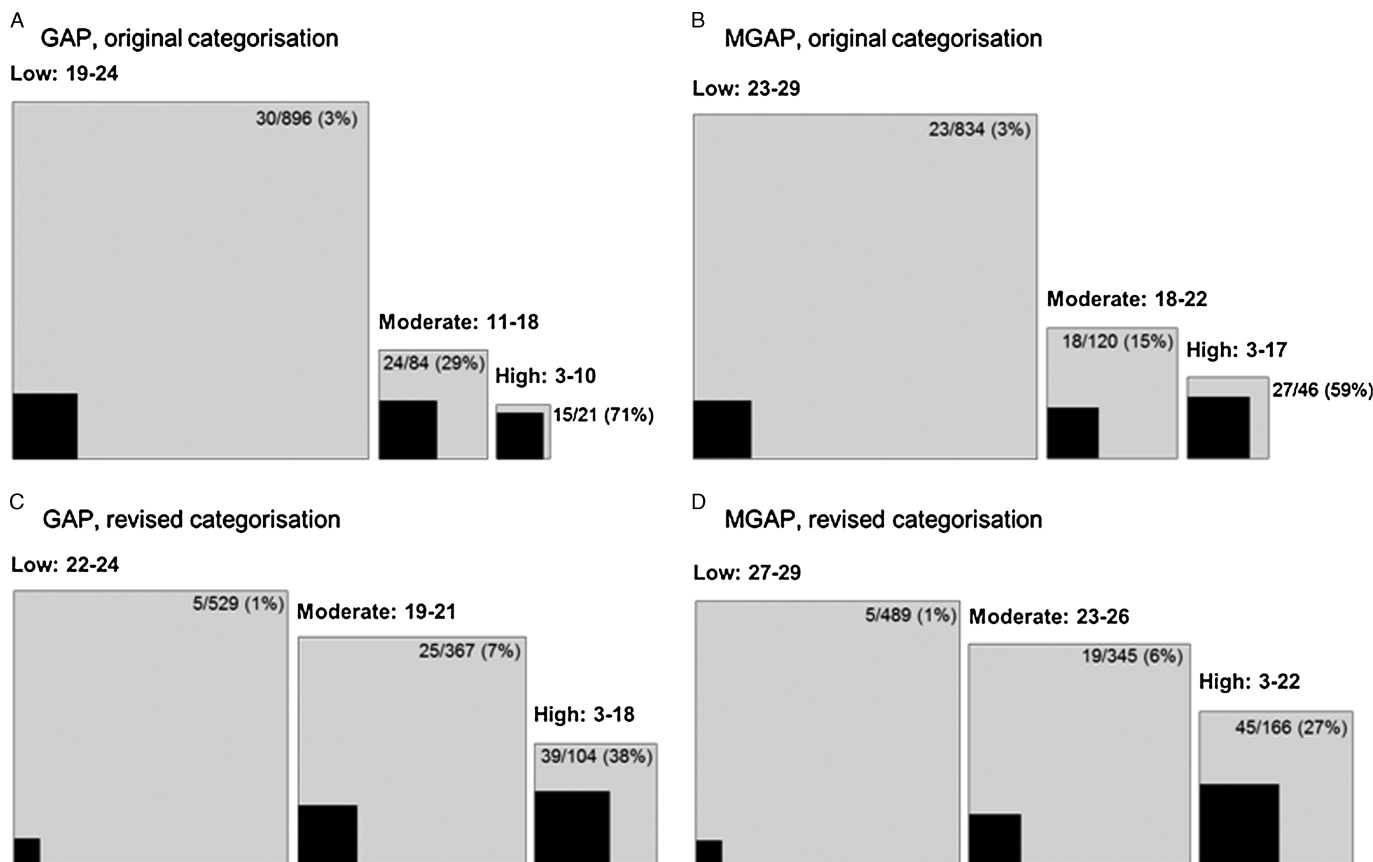 A
GAP, original categorisation
Low: 19-24
30/896 (3%)
Moderate: 11-18
24/84 (29%)
High: 3-10
15/21 (71%)
B
MGAP, original categorisation
Low: 23-29
23/834 (3%)
Moderate: 18-22
18/120 (15%)
High: 3-17
27/46 (59%)
C
GAP, revised categorisation
Low: 22-24
5/529 (1%)
Moderate: 19-21
25/367 (7%)
High: 3-18
39/104 (38%)
D
MGAP, revised categorisation
Low: 27-29
5/489 (1%)
Moderate: 23-26
19/345 (6%)
High: 3-22
45/166 (27%)